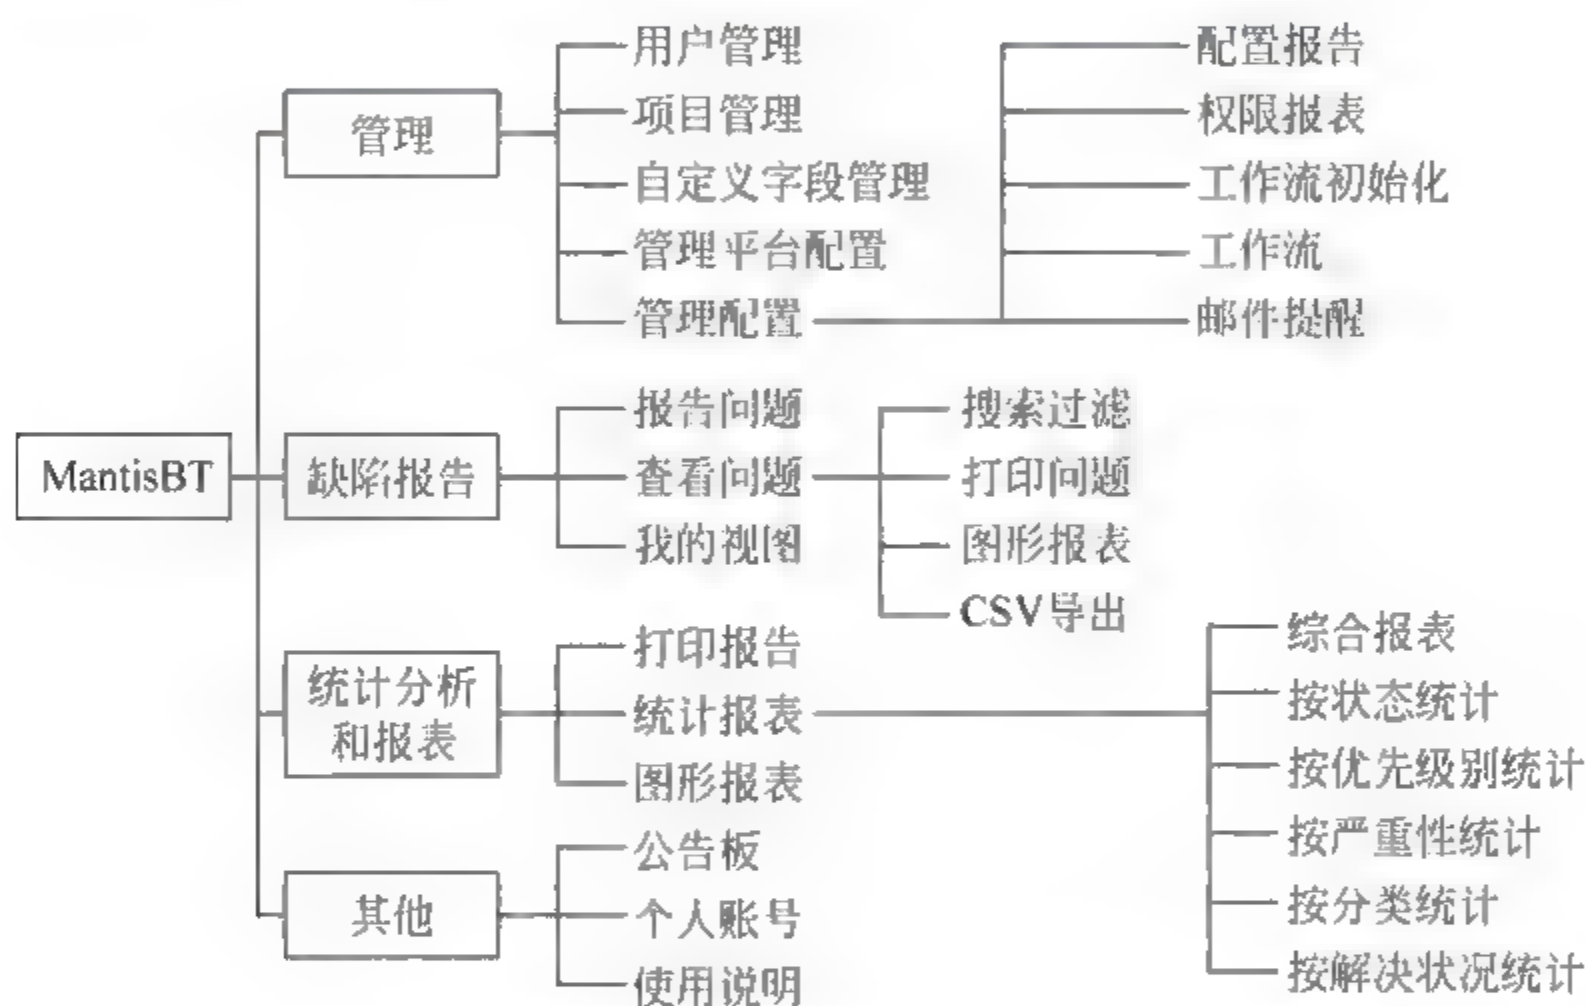 MantisBT
管理
用户管理
项目管理
自定义字段管理
管理平台配置
管理配置
配置报告
权限报表
工作流初始化
工作流
邮件提醒
缺陷报告
报告问题
查看问题
我的视图
搜索过滤
打印问题
图形报表
CSV导出
统计分析
和报表
打印报告
统计报表
图形报表
综合报表
按状态统计
按优先级别统计
按严重性统计
按分类统计
按解决状况统计
其他
公告板
个人账号
使用说明